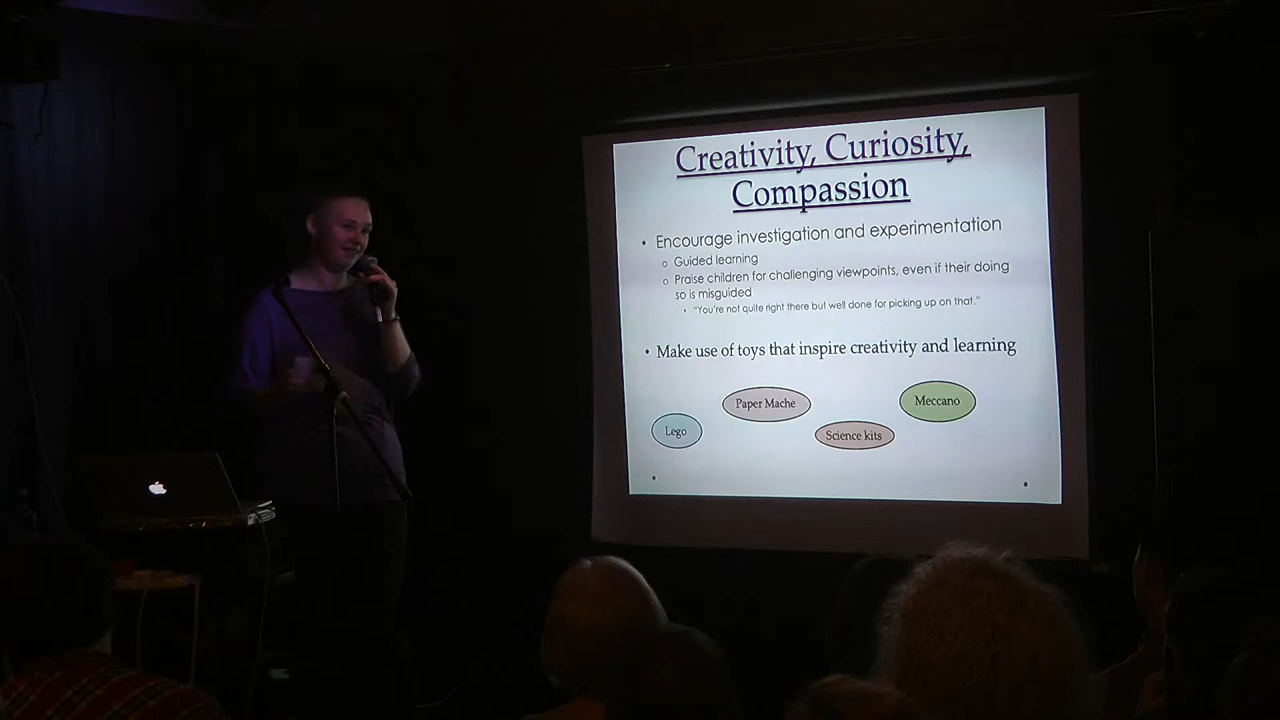 Creativity, Curiosity,
Compassion
• Encourage investigation and experimentation
o Guided learning
o Praise children for challenging viewpoints, even if their doing
so is misguided
• "You're not quite right there but well done for picking up on that."
• Make use of toys that inspire creativity and learning
Paper Mache
Meccano
Lego
Science kits